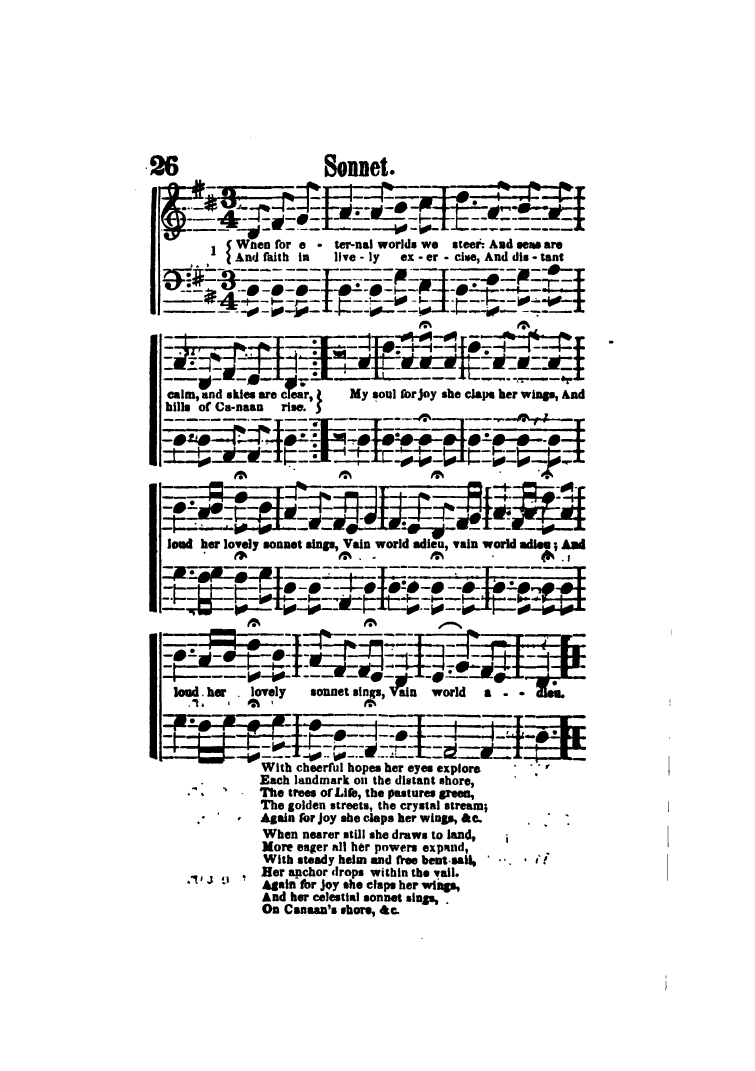 26 Sonnet.
3 4
1 { When for e - ter-nal worlds we steer: And seas are
{ And faith in live - ly ex - er - cise, And dis - tant
3 4
calm, and skies are clear, } My soul for joy she claps her wings, And
hills of Ca-naan rise. }
loud her lovely sonnet sings, Vain world adieu, vain world adieu; And
loud her lovely sonnet sings, Vain world a - - dieu.
With cheerful hopes her eyes explore
Each landmark on the distant shore,
The trees of Life, the pastures green,
The golden streets, the crystal stream;
Again for joy she claps her wings, &c.
When nearer still she draws to land,
More eager all her powers expand,
With steady helm and free bent sail,
Her anchor drops within the vail.
Again for joy she claps her wings,
And her celestial sonnet sings,
On Canaan's shore, &c.